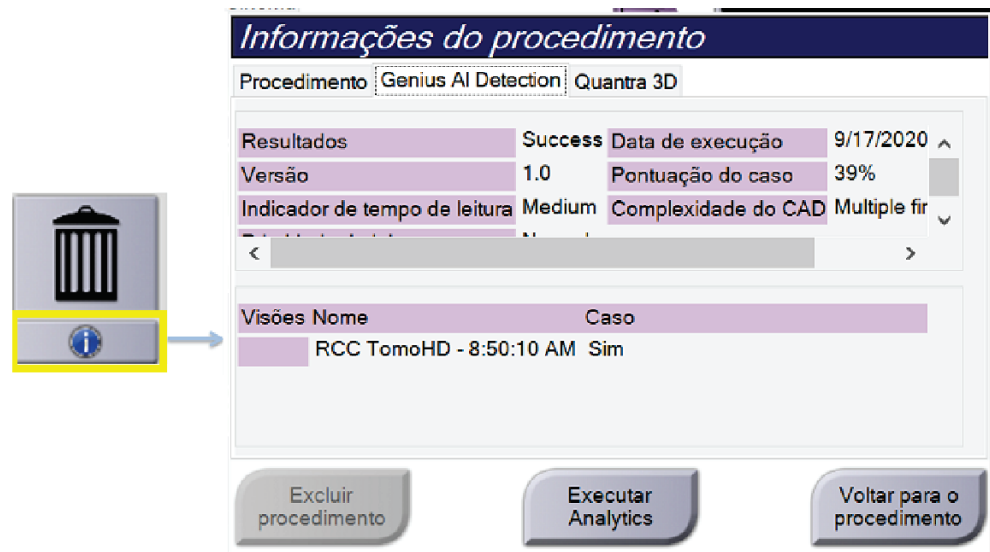 Informações do procedimento
Procedimento Genius AI Detection Quantra 3D
Resultados Success Data de execução 9/17/2020
Versão 1.0 Pontuação do caso 39%
Indicador de tempo de leitura Medium Complexidade do CAD Multiple fir
Visões Nome Caso
RCC TomoHD - 8:50:10 AM Sim
Excluir procedimento
Executar Analytics
Voltar para o procedimento